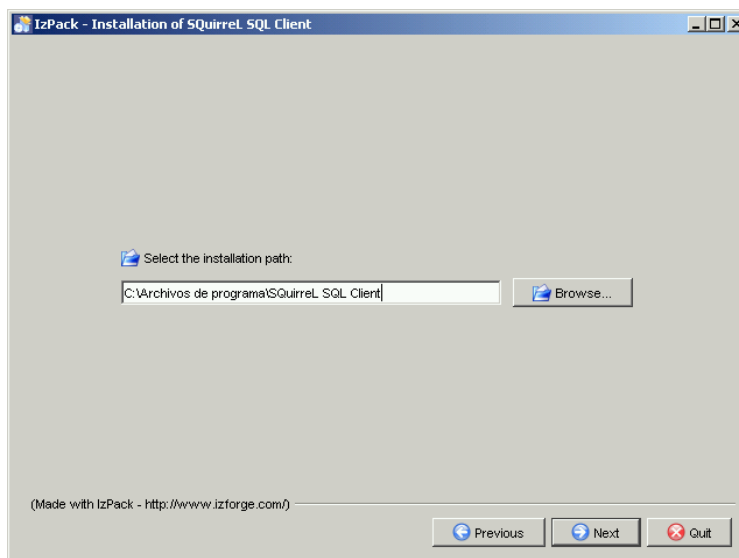 IzPack - Installation of SQuirreL SQL Client
Select the installation path:
C:\Archivos de programa\SQuirreL SQL Client
Browse...
(Made with IzPack - http://www.izforge.com/)
Previous
Next
Quit